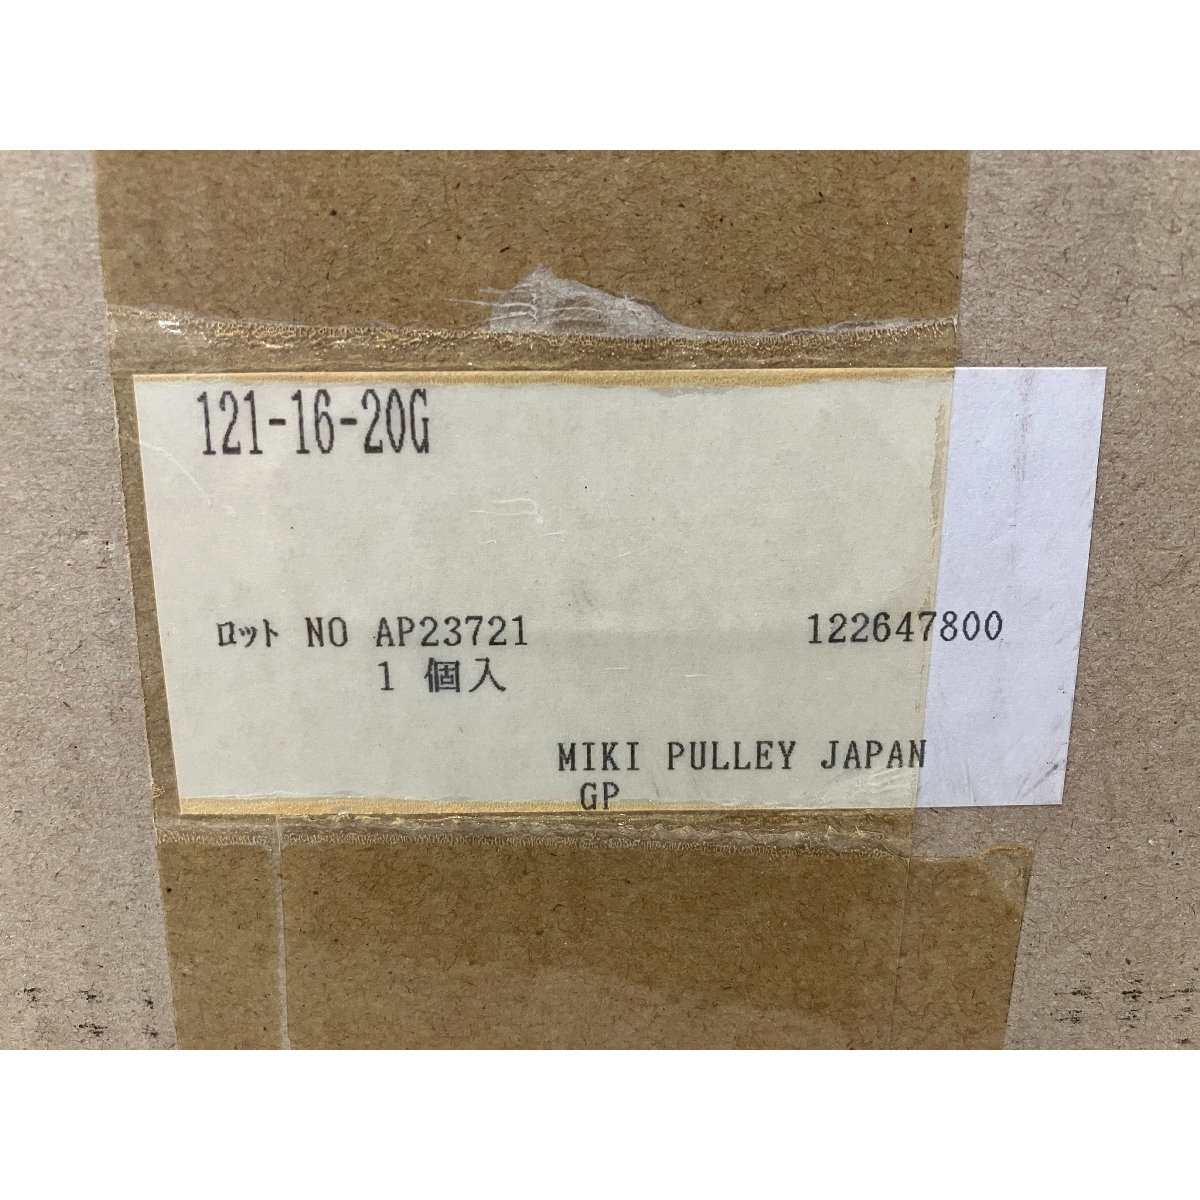 121-16-20G
ロット NO AP23721 122647800
1 個入
MIKI PULLEY JAPAN
GP